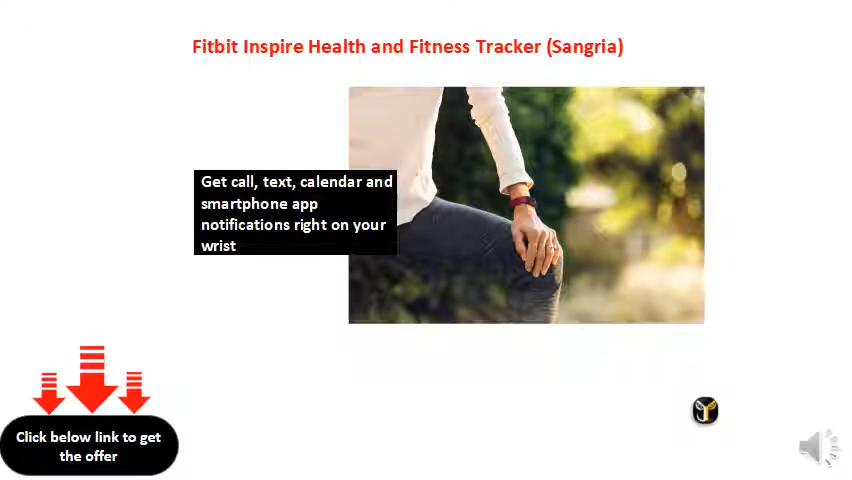 Fitbit Inspire Health and Fitness Tracker (Sangria)
Get call, text, calendar and
smartphone app
notifications right on your
wrist
Click below link to get
the offer